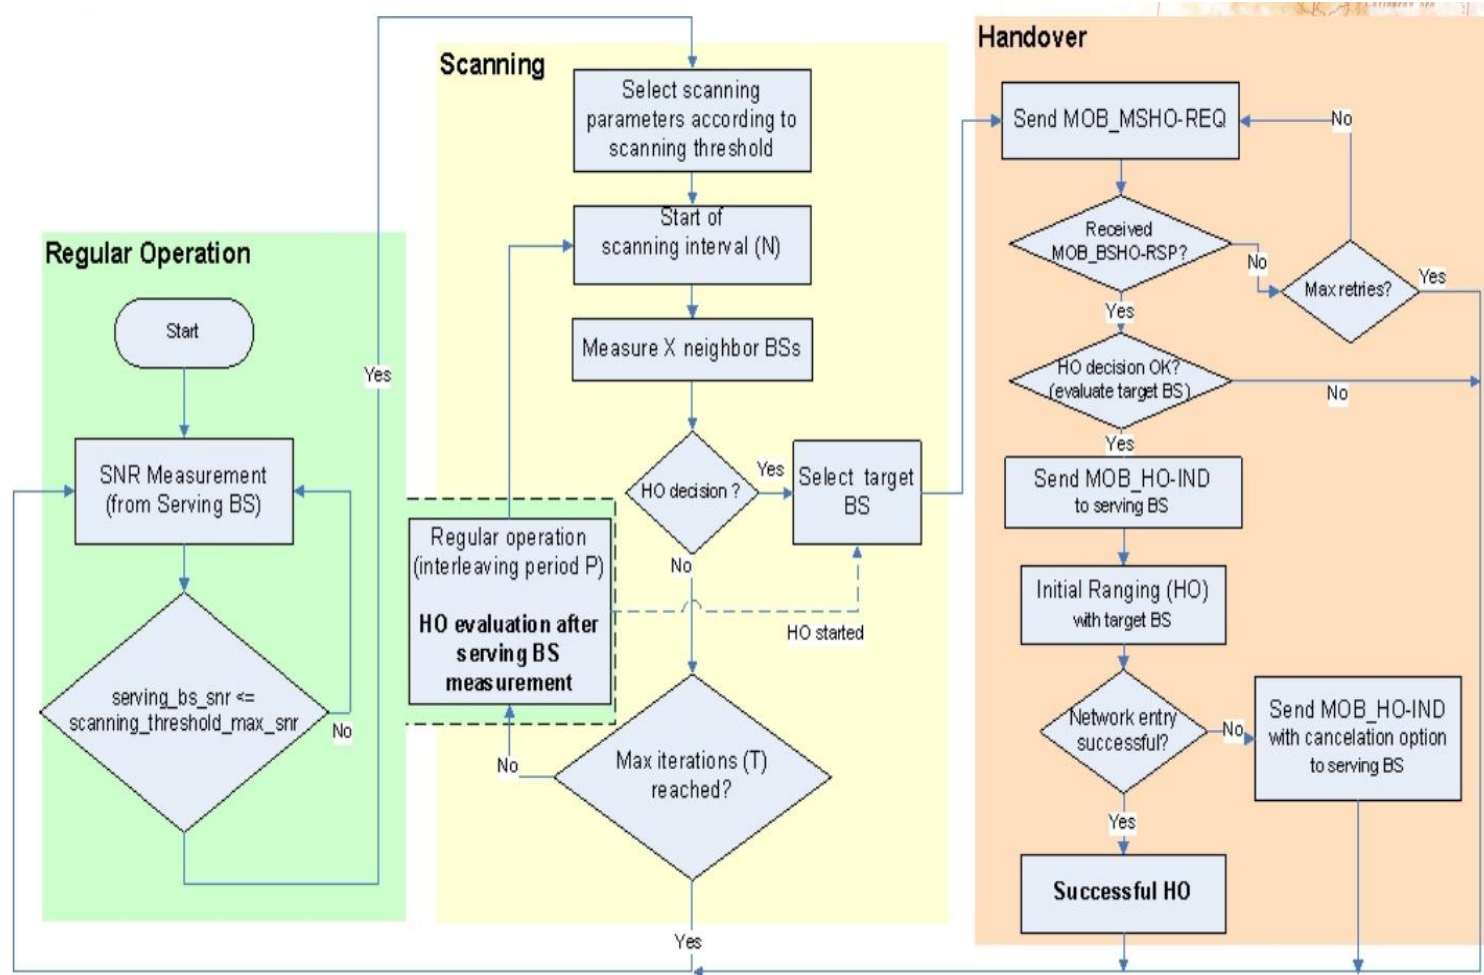 Regular Operation
Start
SNR Measurement
(from Serving BS)
serving_bs_snr <=
scanning_threshold_max_snr
No
Yes
Scanning
Select scanning
parameters according to
scanning threshold
Start of
scanning interval (N)
Measure X neighbor BSs
HO decision ?
Yes
Select target
BS
No
Regular operation
(interleaving period P)
HO evaluation after
serving BS
measurement
HO started
Max iterations (T)
reached?
No
Yes
Handover
Send MOB_MSHO-REQ
No
Received
MOB_BSHO-RSP?
No
Max retries?
Yes
Yes
HO decision OK?
(evaluate target BS)
No
Yes
Send MOB_HO-IND
to serving BS
Initial Ranging (HO)
with target BS
Network entry
successful?
No
Send MOB_HO-IND
with cancelation option
to serving BS
Yes
Successful HO